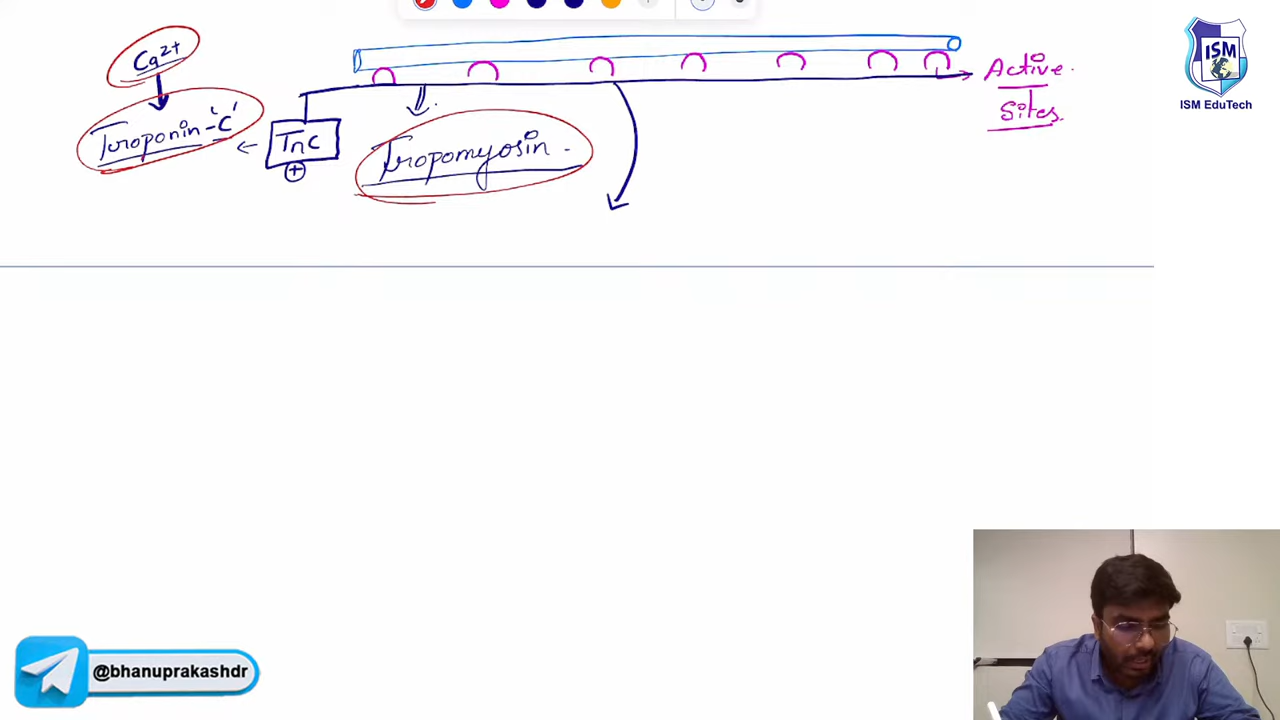 Ca2+
Troponin-'C'
TnC
+
Tropomyosin -
Active
Sites
ISM
ISM EduTech
@bhanuprakashdr